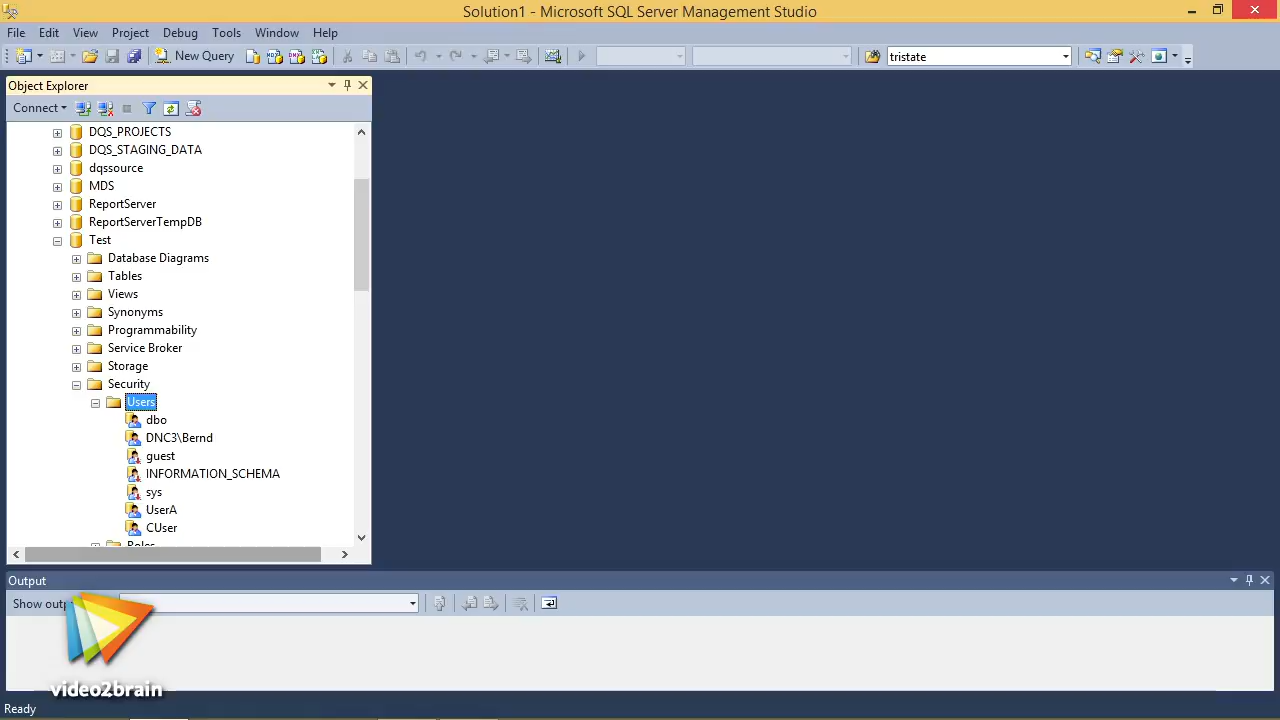 Solution1 - Microsoft SQL Server Management Studio
File Edit View Project Debug Tools Window Help
New Query tristate
Object Explorer
Connect
DQS_PROJECTS
DQS_STAGING_DATA
dqssource
MDS
ReportServer
ReportServerTempDB
Test
Database Diagrams
Tables
Views
Synonyms
Programmability
Service Broker
Storage
Security
Users
dbo
DNC3\Bernd
guest
INFORMATION_SCHEMA
sys
UserA
CUser
Roles
Output
Show
video2brain
Ready